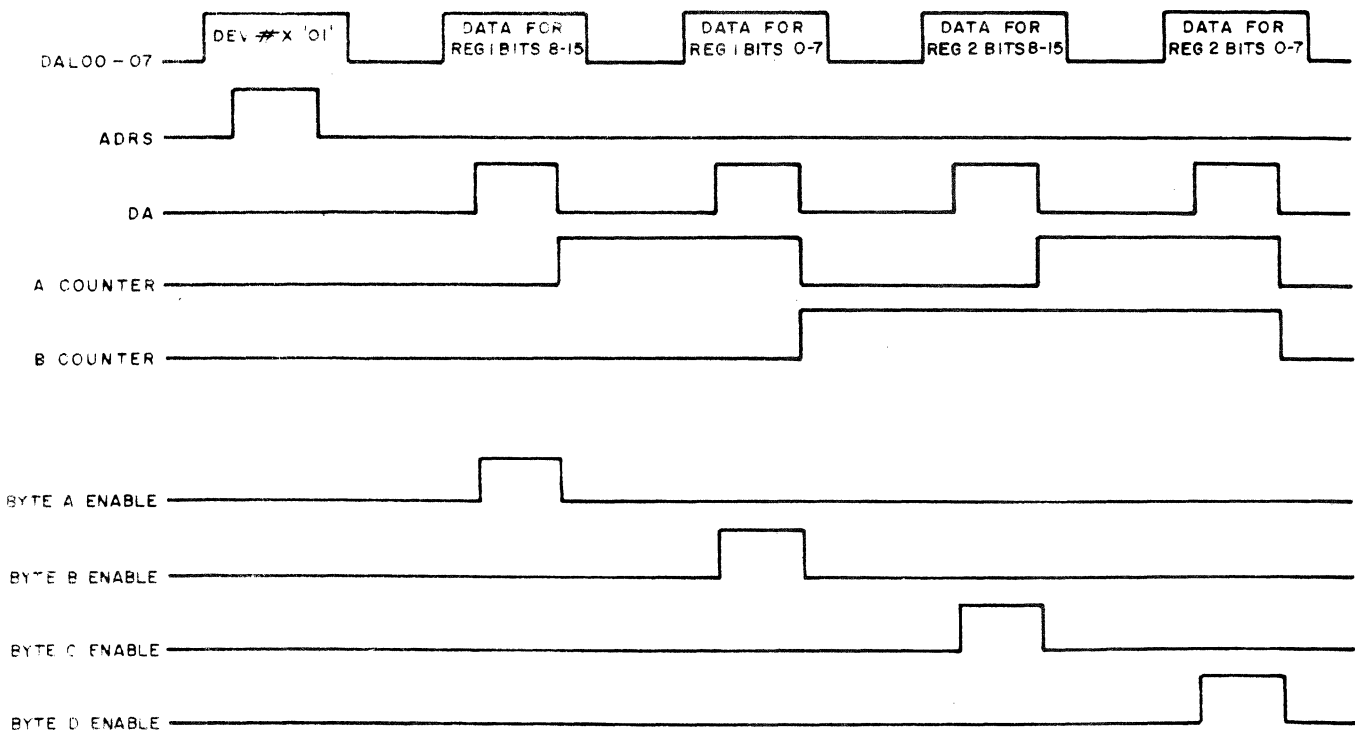 DEV # X '01'
DATA FOR
REG 1 BITS 8-15
DATA FOR
REG 1 BITS 0-7
DATA FOR
REG 2 BITS 8-15
DATA FOR
REG 2 BITS 0-7
DAL00-07
ADRS
DA
A COUNTER
B COUNTER
BYTE A ENABLE
BYTE B ENABLE
BYTE C ENABLE
BYTE D ENABLE